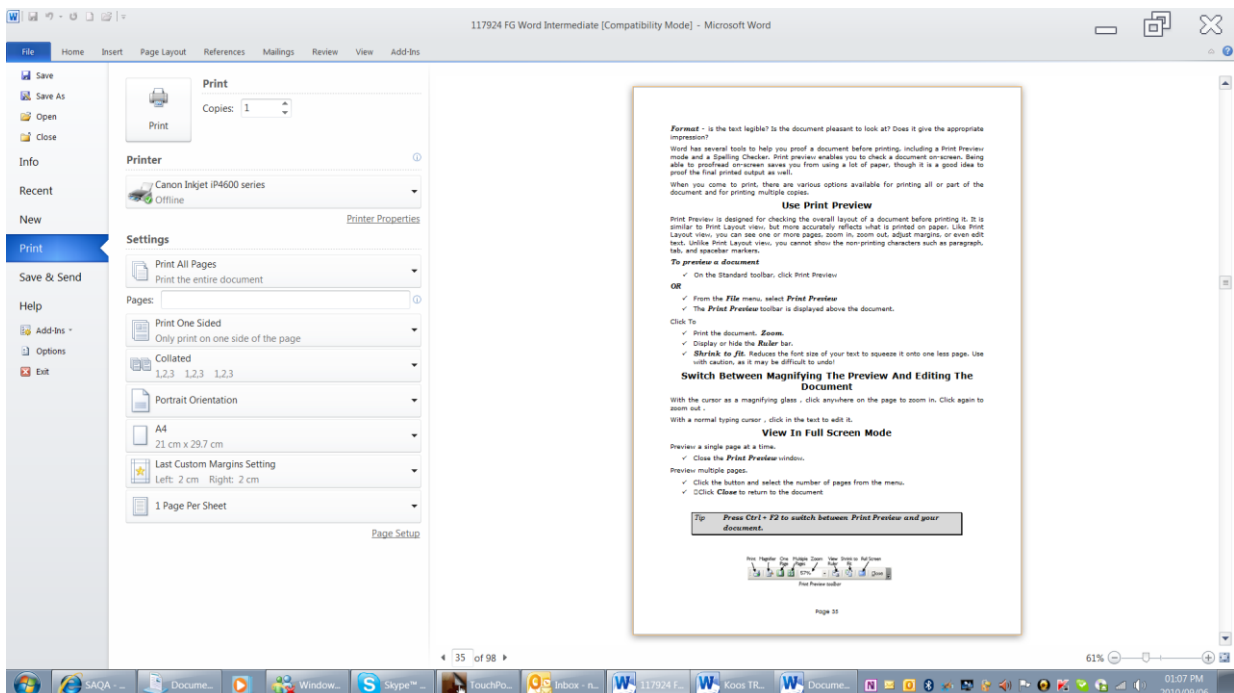 117924 FG Word Intermediate [Compatibility Mode] - Microsoft Word
File Home Insert Page Layout References Mailings Review View Add-Ins
Save
Save As
Open
Close
Info
Recent
New
Print
Save & Send
Help
Add-Ins
Options
Exit
Print
Print
Copies: 1
Printer
Canon Inkjet iP4600 series
Offline
Printer Properties
Settings
Print All Pages
Print the entire document
Pages:
Print One Sided
Only print on one side of the page
Collated
1,2,3 1,2,3 1,2,3
Portrait Orientation
A4
21 cm x 29.7 cm
Last Custom Margins Setting
Left: 2 cm Right: 2 cm
1 Page Per Sheet
Page Setup
Format - is the text legible? Is the document pleasant to look at? Does it give the appropriate
impression?
Word has several tools to help you proof a document before printing, including a Print Preview
mode and a Spelling Checker. Print preview enables you to check a document on-screen. Being
able to proofread on-screen saves you from using a lot of paper, though it is a good idea to
proof the final printed output as well.
When you come to print, there are various options available for printing all or part of the
document and for printing multiple copies.
Use Print Preview
Print Preview is designed for checking the overall layout of a document before printing it. It is
similar to Print Layout view, but more accurately reflects what is printed on paper. Like Print
Layout view, you can see one or more pages, zoom in, zoom out, adjust margins, or even edit
text. Unlike Print Layout view, you cannot show the non-printing characters such as paragraph,
tab, and spacebar markers.
To preview a document
✓ On the Standard toolbar, click Print Preview
OR
✓ From the File menu, select Print Preview
✓ The Print Preview toolbar is displayed above the document.
Click To
✓ Print the document. Zoom.
✓ Display or hide the Ruler bar.
✓ Shrink to fit. Reduces the font size of your text to squeeze it onto one less page. Use
with caution, as it may be difficult to undo!
Switch Between Magnifying The Preview And Editing The
Document
With the cursor as a magnifying glass , click anywhere on the page to zoom in. Click again to
zoom out .
With a normal typing cursor , click in the text to edit it.
View In Full Screen Mode
Preview a single page at a time.
✓ Close the Print Preview window.
Preview multiple pages.
✓ Click the button and select the number of pages from the menu.
✓ □Click Close to return to the document
Tip Press Ctrl + F2 to switch between Print Preview and your
document.
Print Magnifier One Multiple Zoom View Shrink to Full Screen
Page Pages Ruler fit
57% Close
Print Preview toolbar
Page 35
35 of 98
61%
SAQA - ... Docume... Window... Skype™ ... TouchPo... Inbox - n... 117924 F... Koos TR... Docume... 01:07 PM
2010/09/06